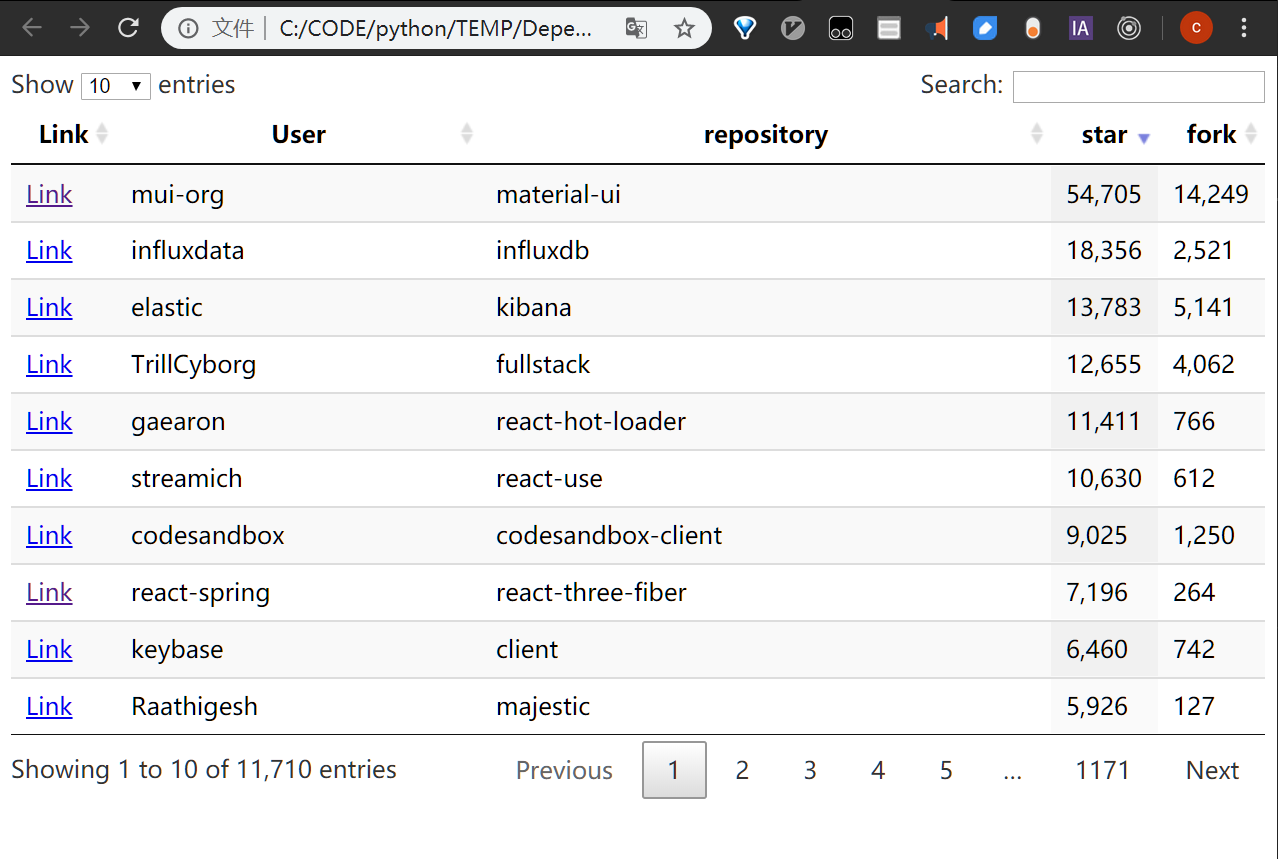 文件 C:/CODE/python/TEMP/Depe... IA C
Show 10 entries Search:
Link User repository star fork
Link mui-org material-ui 54,705 14,249
Link influxdata influxdb 18,356 2,521
Link elastic kibana 13,783 5,141
Link TrillCyborg fullstack 12,655 4,062
Link gaearon react-hot-loader 11,411 766
Link streamich react-use 10,630 612
Link codesandbox codesandbox-client 9,025 1,250
Link react-spring react-three-fiber 7,196 264
Link keybase client 6,460 742
Link Raathigesh majestic 5,926 127
Showing 1 to 10 of 11,710 entries Previous 1 2 3 4 5 ... 1171 Next